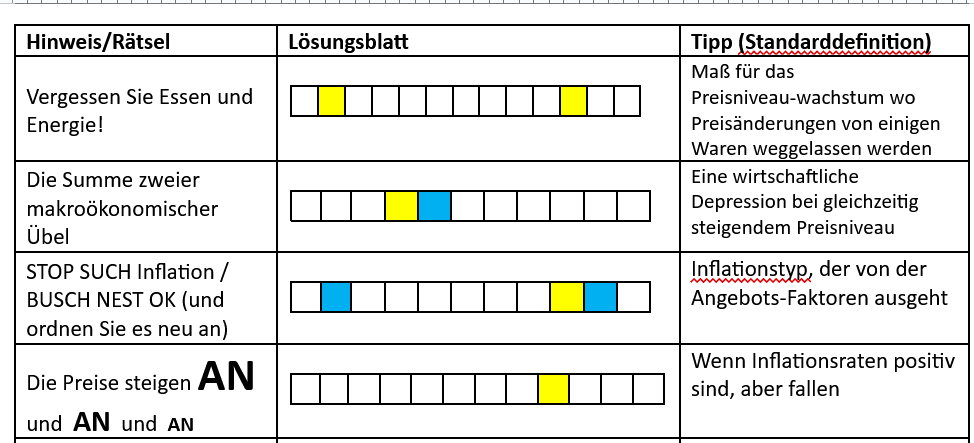 Hinweis/Rätsel
Lösungsblatt
Tipp (Standarddefinition)
Vergessen Sie Essen und
Energie!
Maß für das
Preisniveau-wachstum wo
Preisänderungen von einigen
Waren weggelassen werden
Die Summe zweier
makroökonomischer
Übel
Eine wirtschaftliche
Depression bei gleichzeitig
steigendem Preisniveau
STOP SUCH Inflation /
BUSCH NEST OK (und
ordnen Sie es neu an)
Inflationstyp, der von der
Angebots-Faktoren ausgeht
Die Preise steigen AN
und AN und AN
Wenn Inflationsraten positiv
sind, aber fallen